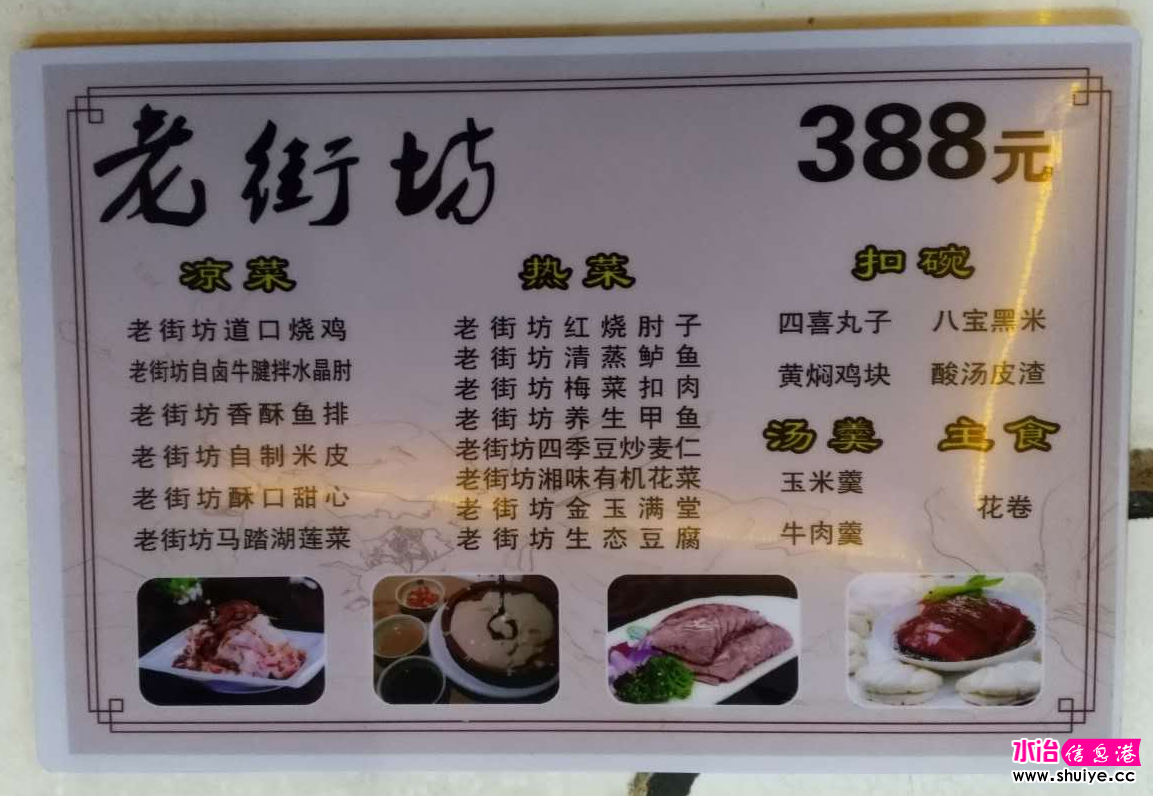 老街坊
388元
凉菜
老街坊道口烧鸡
老街坊自卤牛腱拌水晶肘
老街坊香酥鱼排
老街坊自制米皮
老街坊酥口甜心
老街坊马踏湖莲菜
热菜
老街坊红烧肘子
老街坊清蒸鲈鱼
老街坊梅菜扣肉
老街坊养生甲鱼
老街坊四季豆炒麦仁
老街坊湘味有机花菜
老街坊金玉满堂
老街坊生态豆腐
扣碗
四喜丸子 八宝黑米
黄焖鸡块 酸汤皮渣
汤羹
玉米羹
牛肉羹
主食
花卷
水冶信息港
www.shuiye.cc